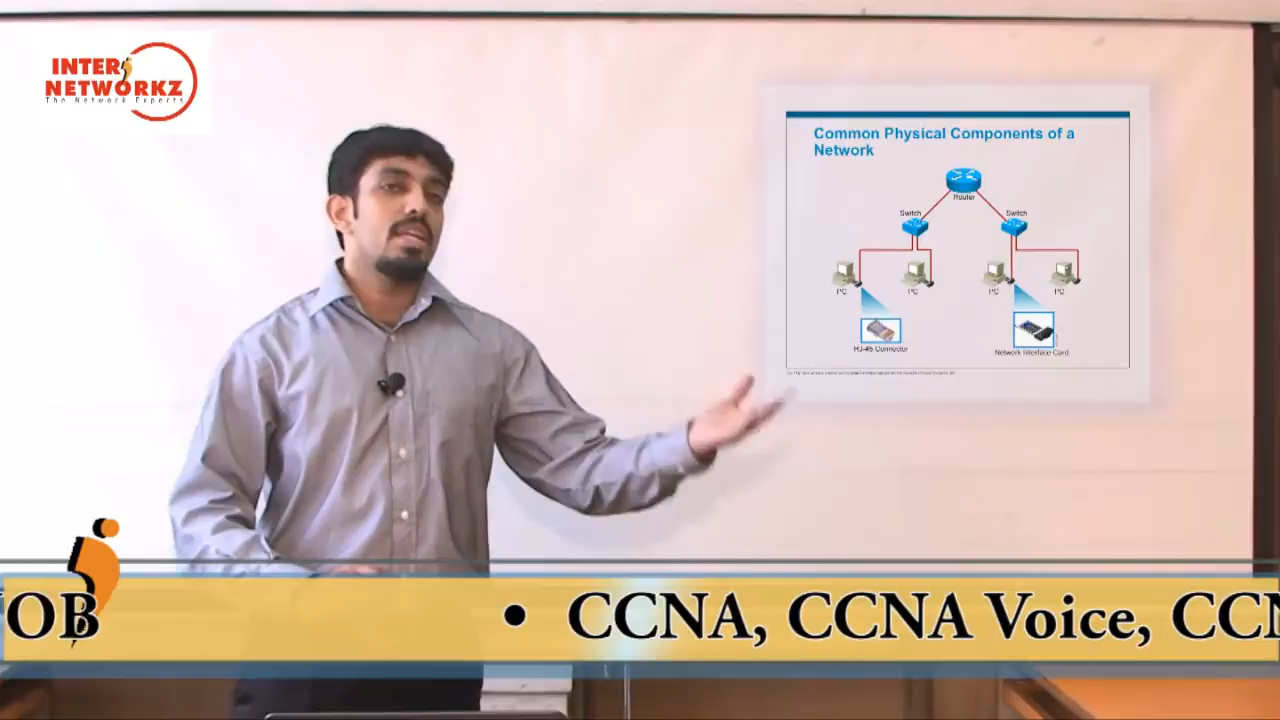 INTER
NETWORKZ
The Network Experts
Common Physical Components of a
Network
Router
Switch
Switch
PC
PC
PC
PC
RJ-45 Connector
Network Interface Card
OB • CCNA, CCNA Voice, CCN